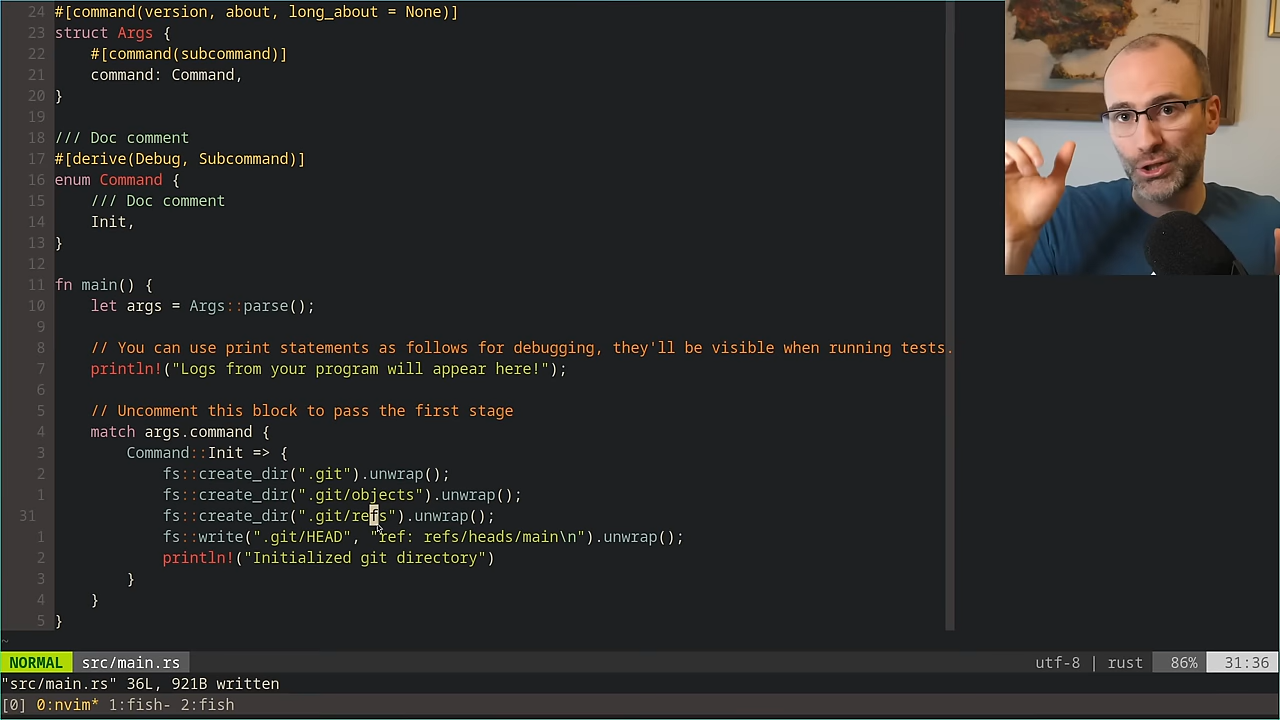 24 #[command(version, about, long_about = None)]
23 struct Args {
22     #[command(subcommand)]
21     command: Command,
20 }
19
18 /// Doc comment
17 #[derive(Debug, Subcommand)]
16 enum Command {
15     /// Doc comment
14     Init,
13 }
12
11 fn main() {
10     let args = Args::parse();
9
8     // You can use print statements as follows for debugging, they'll be visible when running tests.
7     println!("Logs from your program will appear here!");
6
5     // Uncomment this block to pass the first stage
4     match args.command {
3         Command::Init => {
2             fs::create_dir(".git").unwrap();
1             fs::create_dir(".git/objects").unwrap();
31             fs::create_dir(".git/refs").unwrap();
1             fs::write(".git/HEAD", "ref: refs/heads/main\n").unwrap();
2             println!("Initialized git directory")
3         }
4     }
5 }
~
NORMAL src/main.rs utf-8 | rust 86% 31:36
"src/main.rs" 36L, 921B written
[0] 0:nvim* 1:fish- 2:fish